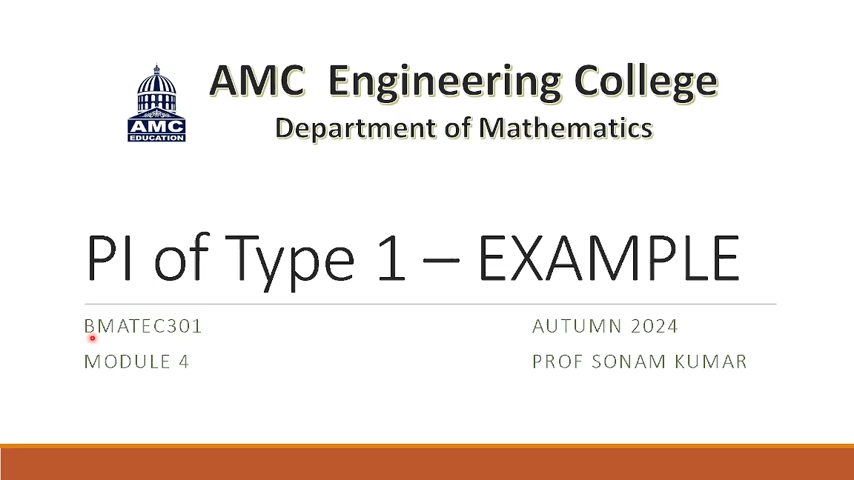 AMC Engineering College
Department of Mathematics
AMC
EDUCATION
PI of Type 1 – EXAMPLE
BMATEC301
AUTUMN 2024
MODULE 4
PROF SONAM KUMAR